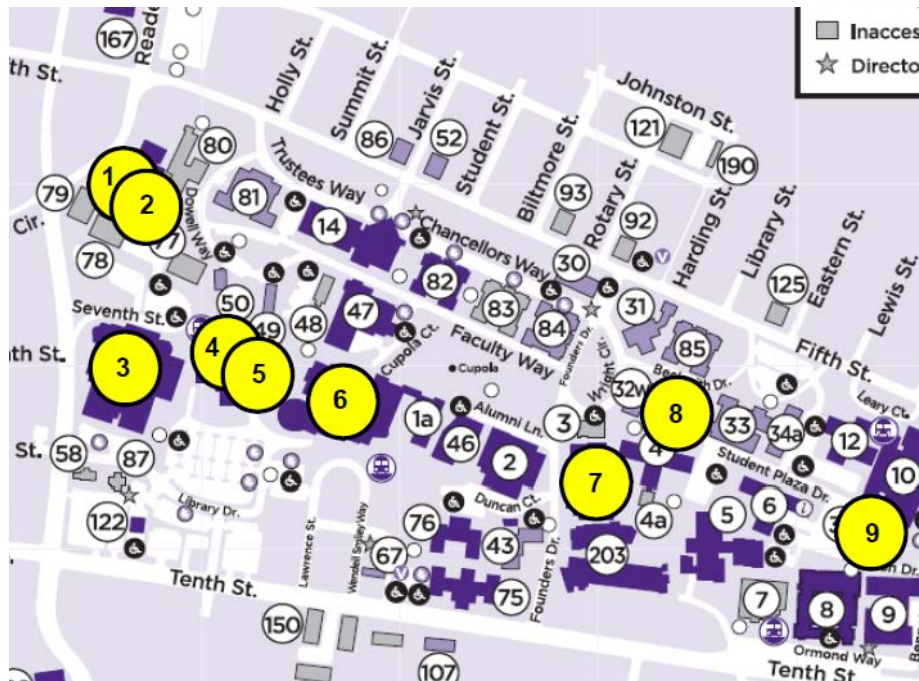 167
Reade
Inacces
Directo
th St.
Holly St.
Summit St.
Jarvis St.
Student St.
Johnston St.
86
52
121
190
80
1
2
79
Cir.
78
77
Dowell Way
81
Trustees Way
14
Chancellors Way
Biltmore St.
93
Rotary St.
92
V
Harding St.
Library St.
Eastern St.
125
Lewis St.
30
31
82
83
84
85
Seventh St.
50
49
48
47
Cupola Ct.
Faculty Way
Founders Dr.
Wright Cir.
Fifth St.
th St.
3
4
5
6
Cupola
1a
46
Alumni Ln.
2
3
32w
8
33
34a
Leary Ct.
12
10
St.
58
87
122
Library Dr.
Lawrence St.
Wendell Smiley Way
76
Duncan Ct.
43
67
V
75
Founders Dr.
7
4
4a
203
Student Plaza Dr.
5
6
i
9
7
8
9
Tenth St.
150
107
Ormond Way
Tenth St.